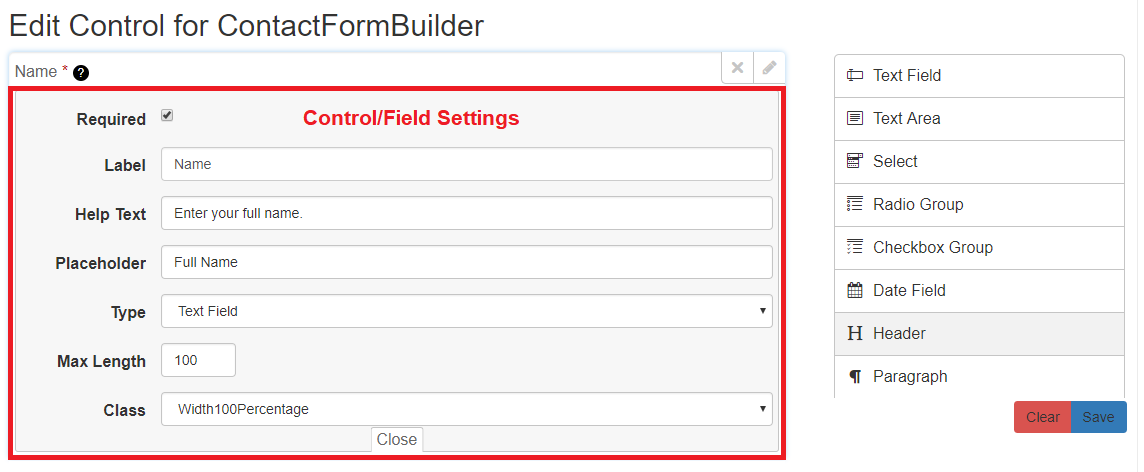 Edit Control for ContactFormBuilder
Name * ?
Required
Control/Field Settings
Label Name
Help Text Enter your full name.
Placeholder Full Name
Type Text Field
Max Length 100
Class Width100Percentage
Close
Text Field
Text Area
Select
Radio Group
Checkbox Group
Date Field
H Header
¶ Paragraph
Clear Save